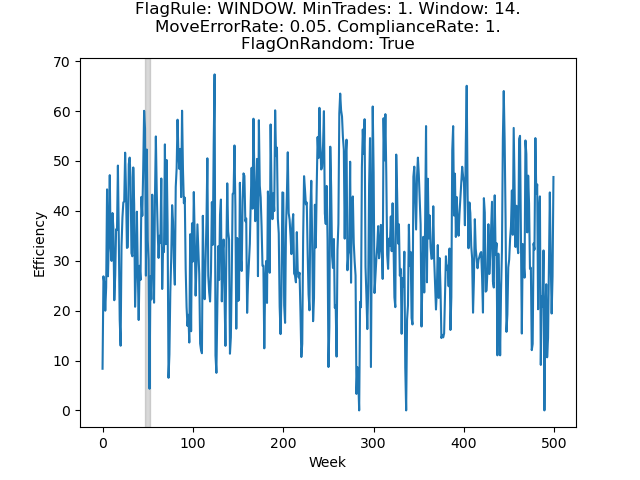 FlagRule: WINDOW. MinTrades: 1. Window: 14.
MoveErrorRate: 0.05. ComplianceRate: 1.
FlagOnRandom: True
70
60
50
40
30
20
10
0
Efficiency
0 100 200 300 400 500
Week